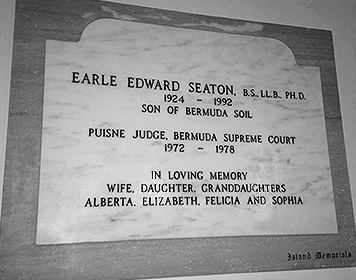 EARLE EDWARD SEATON, B.S., LL.B., PH.D.
1924 - 1992
SON OF BERMUDA SOIL
PUISNE JUDGE, BERMUDA SUPREME COURT
1972 - 1978
IN LOVING MEMORY
WIFE, DAUGHTER, GRANDDAUGHTERS
ALBERTA, ELIZABETH, FELICIA AND SOPHIA
Island Memorials